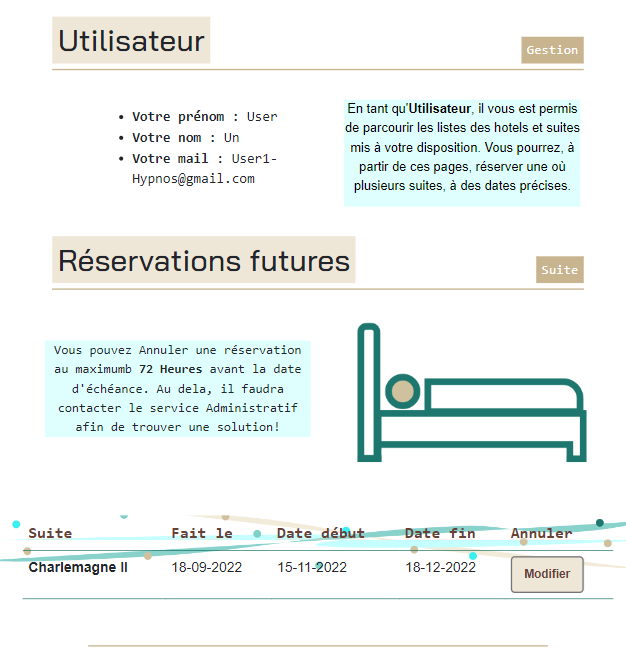 Utilisateur
Gestion
• Votre prénom : User
• Votre nom : Un
• Votre mail : User1-
Hypnos@gmail.com
En tant qu'Utilisateur, il vous est permis
de parcourir les listes des hotels et suites
mis à votre disposition. Vous pourrez, à
partir de ces pages, réserver une où
plusieurs suites, à des dates précises.
Réservations futures
Suite
Vous pouvez Annuler une réservation
au maximumb 72 Heures avant la date
d'échéance. Au dela, il faudra
contacter le service Administratif
afin de trouver une solution!
Suite Fait le Date début Date fin Annuler
Charlemagne II 18-09-2022 15-11-2022 18-12-2022 Modifier